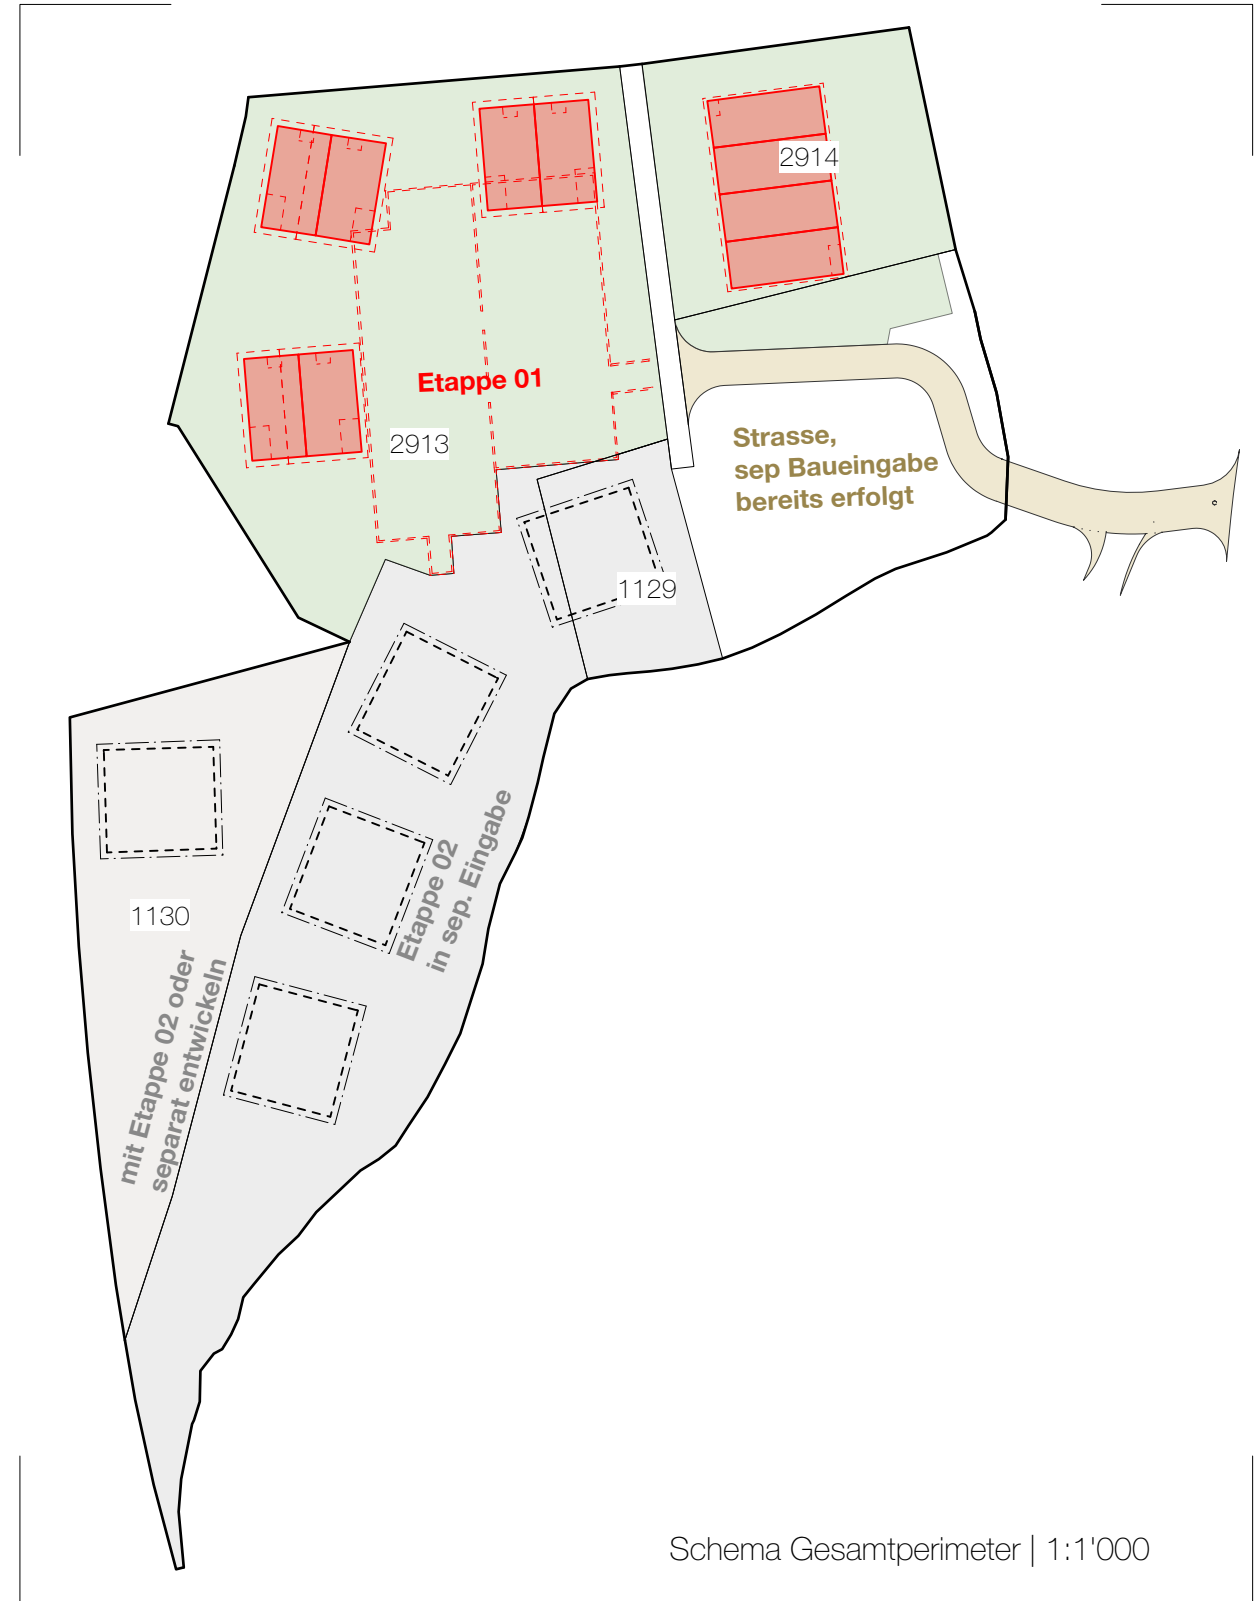 2914
Etappe 01
2913
Strasse,
sep Baueingabe
bereits erfolgt
1129
Etappe 02
in sep. Eingabe
1130
mit Etappe 02 oder
separat entwickeln
Schema Gesamtperimeter | 1:1'000